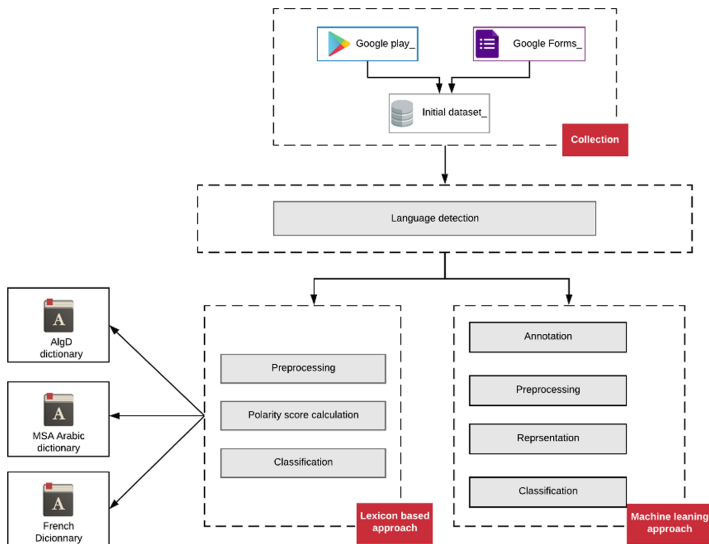 Google play_
Google Forms_
Initial dataset_
Collection
Language detection
AlgD
dictionary
MSA Arabic
dictionary
French
Dicionnary
Preprocessing
Polarity score calculation
Classification
Lexicon based
approach
Annotation
Preprocessing
Reprsentation
Classification
Machine leaning
approach